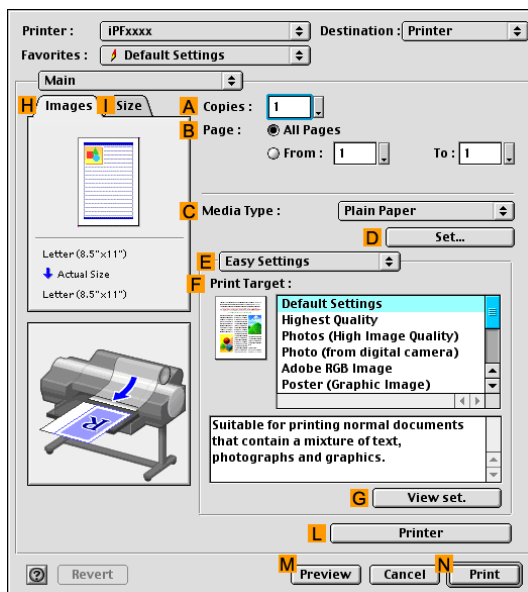 Printer : iPFxxxx Destination : Printer
Favorites : Default Settings
Main
H Images I Size
A Copies : 1
B Page : All Pages
From : 1 To : 1
C Media Type : Plain Paper
D Set...
Letter (8.5"x11")
Actual Size
Letter (8.5"x11")
E Easy Settings
F Print Target :
Default Settings
Highest Quality
Photos (High Image Quality)
Photo (from digital camera)
Adobe RGB Image
Poster (Graphic Image)
R
Suitable for printing normal documents
that contain a mixture of text,
photographs and graphics.
G View set.
L Printer
? Revert M Preview Cancel N Print